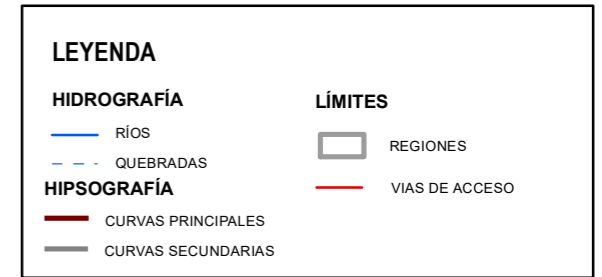 LEYENDA
HIDROGRAFÍA
RÍOS
QUEBRADAS
HIPSOGRAFÍA
CURVAS PRINCIPALES
CURVAS SECUNDARIAS
LÍMITES
REGIONES
VIAS DE ACCESO